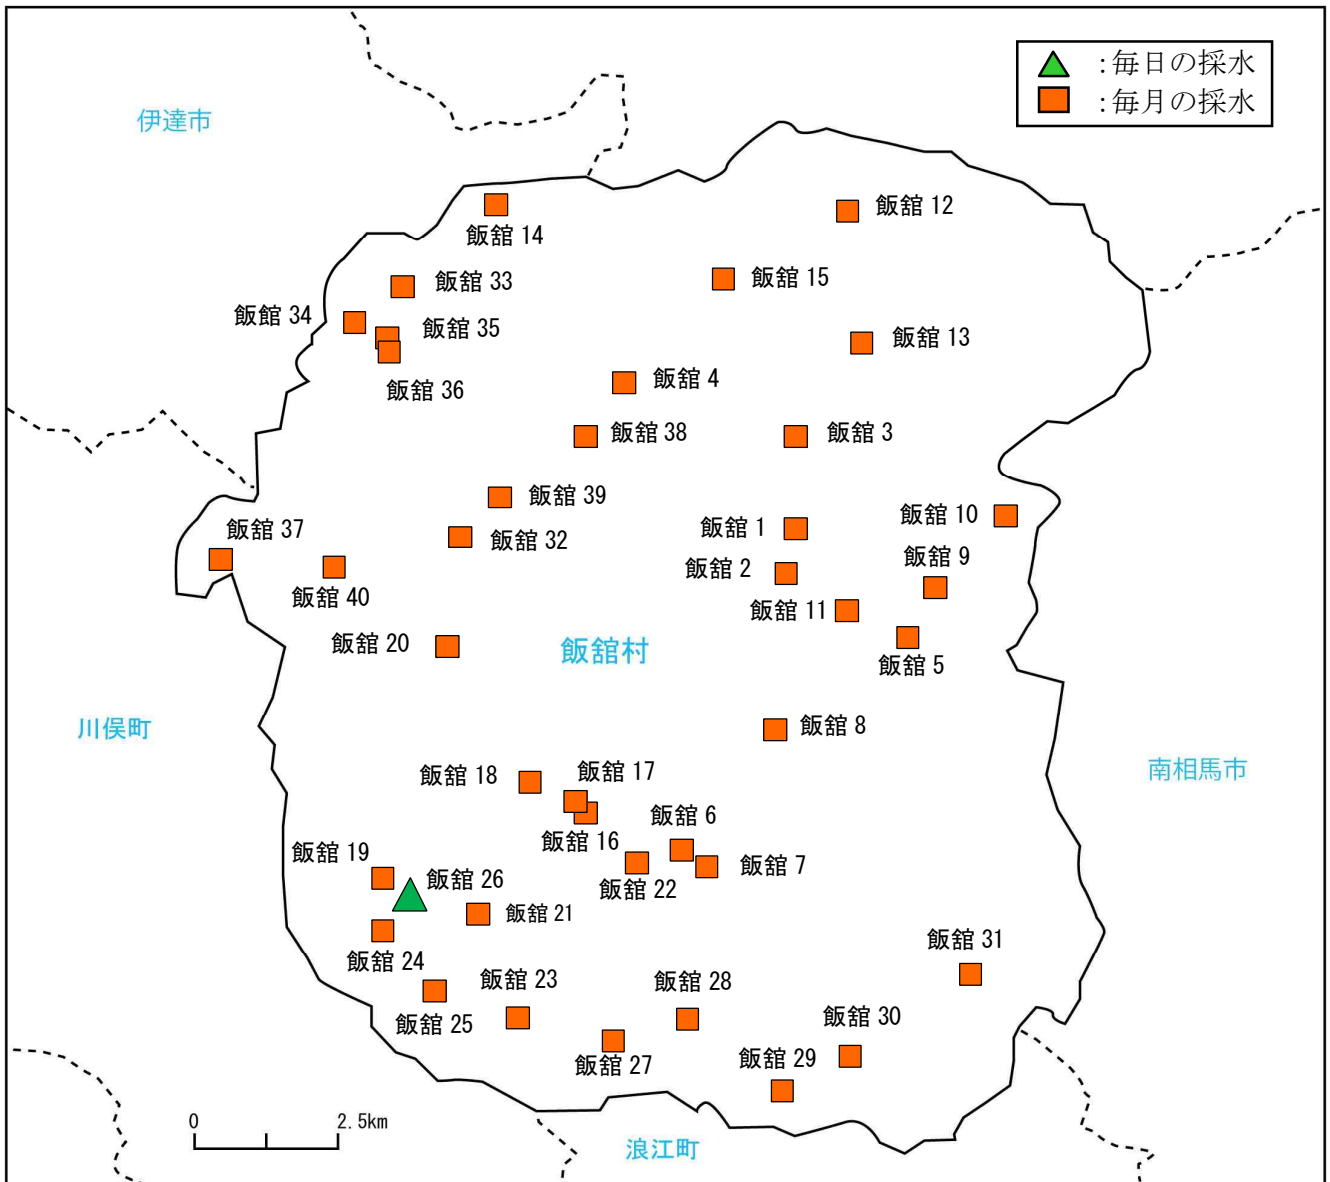 ：毎日の採水
：毎月の採水
伊達市
飯舘 12
飯舘 14
飯舘 33
飯舘 15
飯館 34
飯舘 35
飯舘 13
飯舘 36
飯舘 4
飯舘 38
飯舘 3
飯舘 39
飯舘 10
飯舘 37
飯舘 1
飯舘 32
飯舘 9
飯舘 2
飯舘 40
飯舘 11
飯舘 20
飯舘村
飯舘 5
川俣町
飯舘 8
南相馬市
飯舘 18
飯舘 17
飯舘 6
飯舘 16
飯舘 19
飯舘 7
飯舘 26
飯舘 22
飯舘 21
飯舘 31
飯舘 24
飯舘 23
飯舘 28
飯舘 25
飯舘 30
飯舘 27
飯舘 29
0 2.5km
浪江町